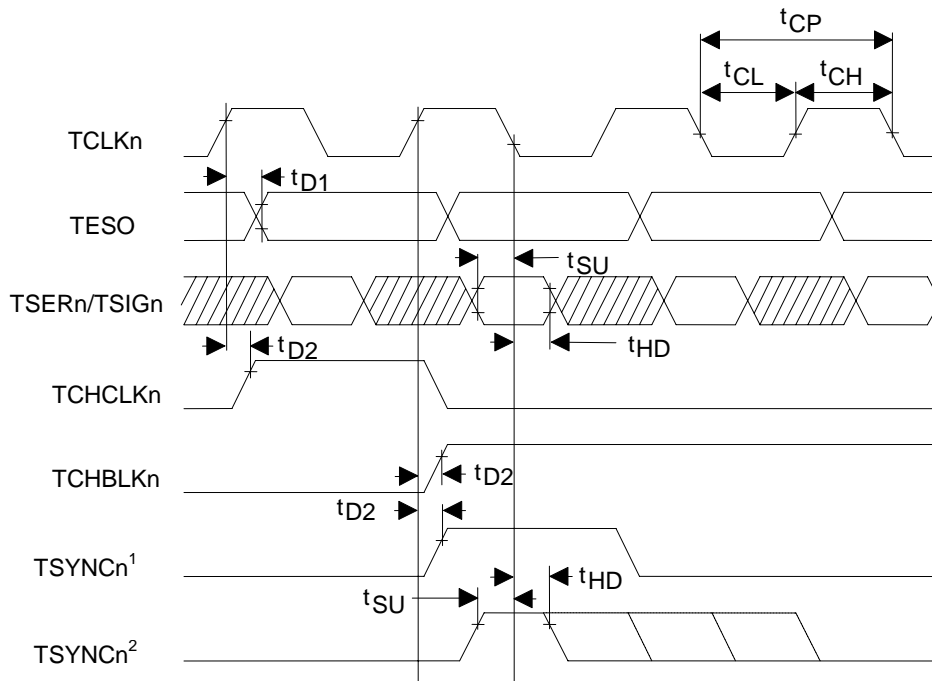 tCP
tCL tCH
TCLKn
tD1
TESO
tSU
TSERn/TSIGn
tD2 tHD
TCHCLKn
TCHBLKn tD2
tD2
TSYNCn¹
tHD
tSU
TSYNCn²